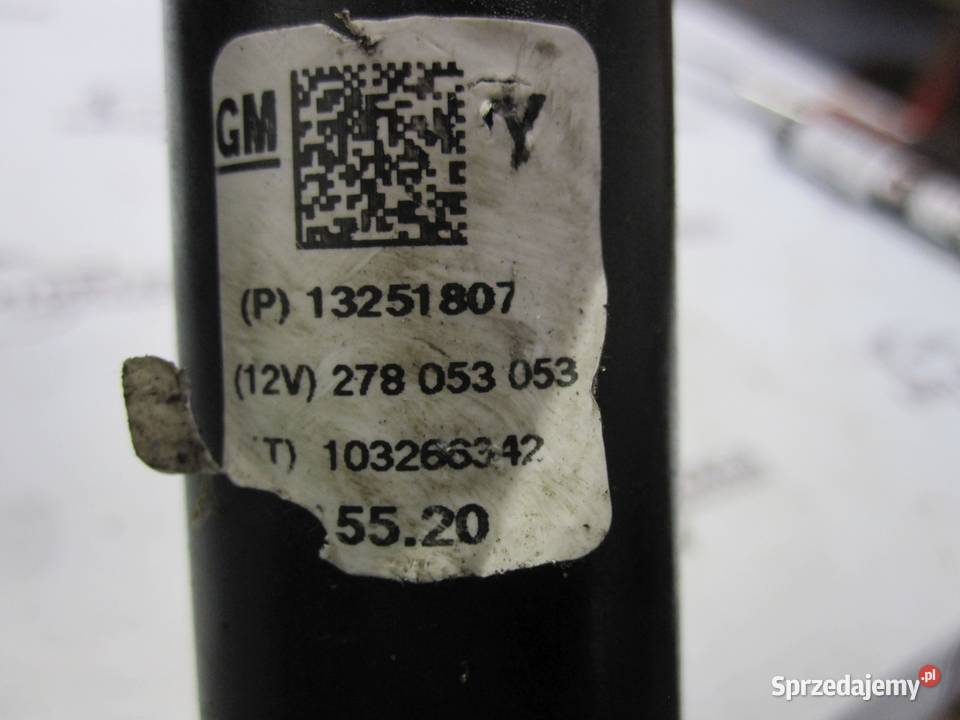 GM
Y
(P) 13251807
(12V) 278 053 053
(T) 103266342
55.20
Sprzedajemy.pl